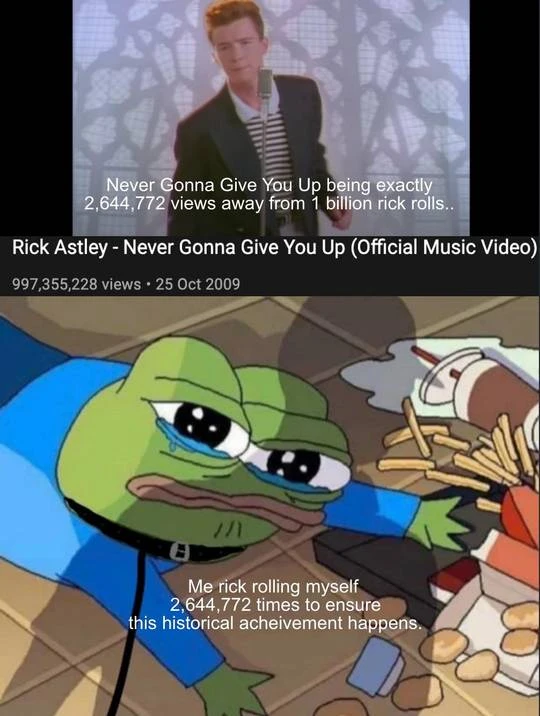 Never Gonna Give You Up being exactly
2,644,772 views away from 1 billion rick rolls..
Rick Astley - Never Gonna Give You Up (Official Music Video)
997,355,228 views • 25 Oct 2009
Me rick rolling myself
2,644,772 times to ensure
this historical acheivement happens.